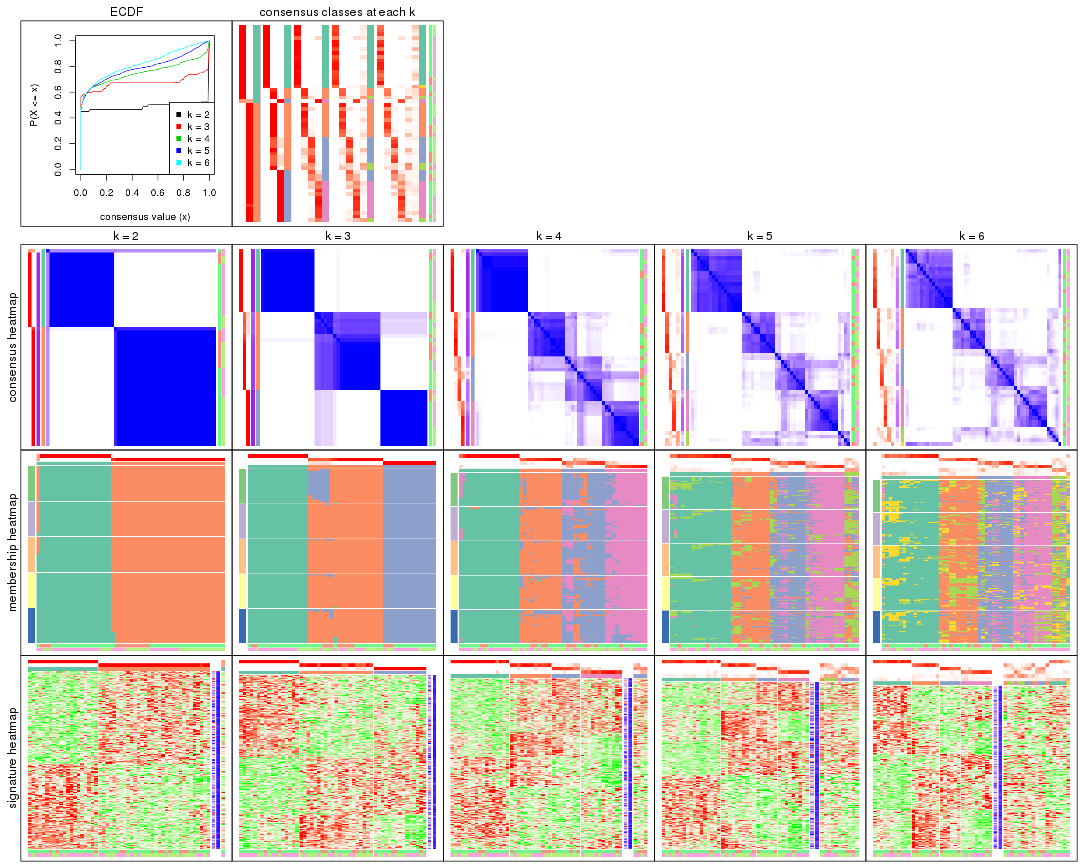 ECDF
consensus classes at each k
P(X <= x)
0.0 0.2 0.4 0.6 0.8 1.0
k = 2
k = 3
k = 4
k = 5
k = 6
0.0 0.2 0.4 0.6 0.8 1.0
consensus value (x)
k = 2
k = 3
k = 4
k = 5
k = 6
consensus heatmap
membership heatmap
signature heatmap